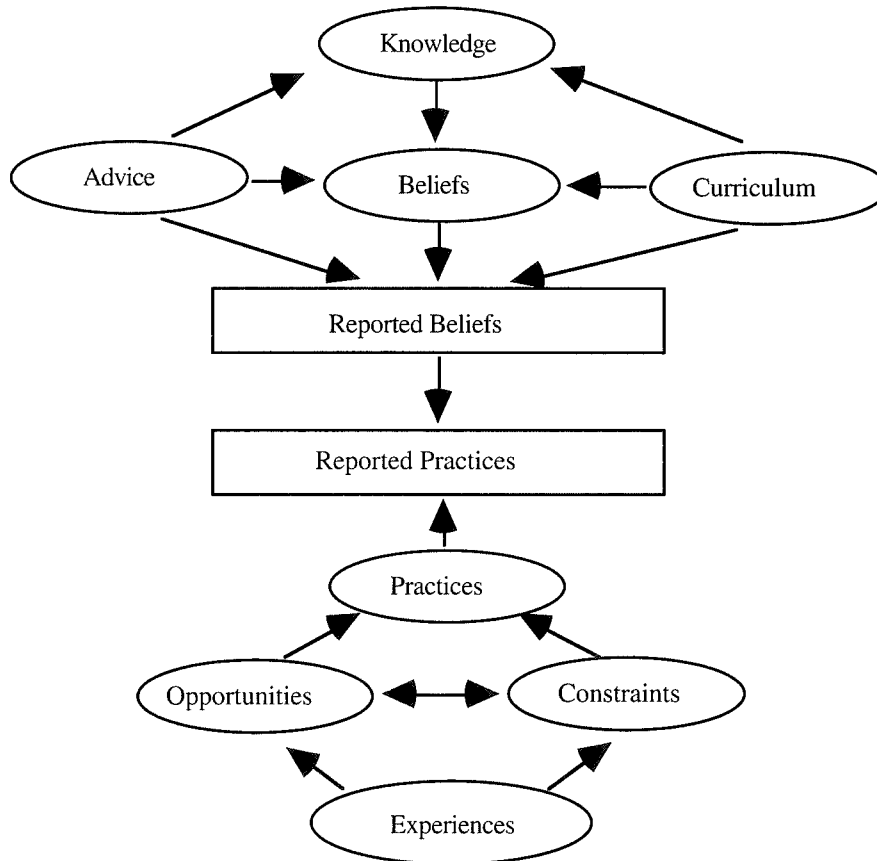 Knowledge
Advice
Beliefs
Curriculum
Reported Beliefs
Reported Practices
Practices
Opportunities
Constraints
Experiences